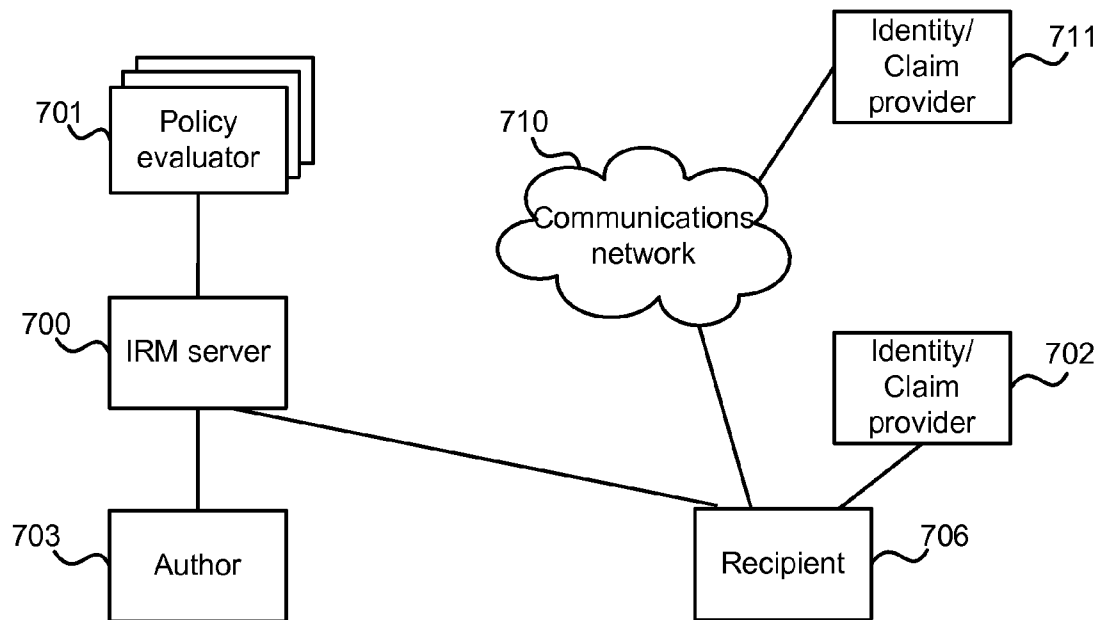 Identity/
Claim
provider
711
701
Policy
evaluator
710
Communications
network
700
IRM server
Identity/
Claim
provider
702
703
Author
Recipient
706